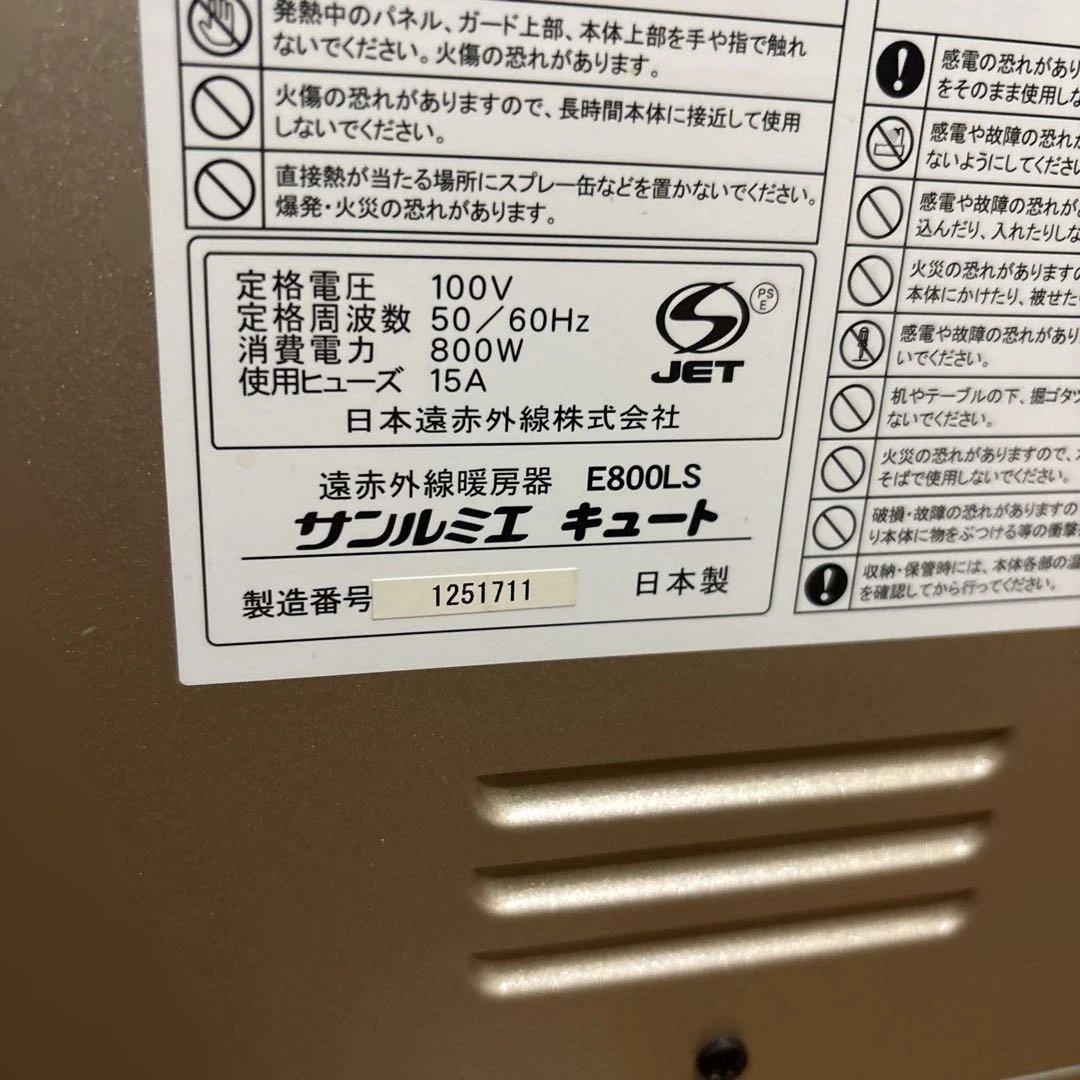 発熱中のパネル、ガード上部、本体上部を手や指で触れ
ないでください。火傷の恐れがあります。
火傷の恐れがありますので、長時間本体に接近して使用
しないでください。
直接熱が当たる場所にスプレー缶などを置かないでください。
爆発・火災の恐れがあります。
定格電圧 100V
定格周波数 50／60Hz
消費電力 800W
使用ヒューズ 15A
JET
PS
E
日本遠赤外線株式会社
遠赤外線暖房器 E800LS
サンルミエ キュート
製造番号 1251711 日本製
感電の恐れがあり
をそのまま使用しな
感電や故障の恐れが
ないようにしてくださ
感電や故障の恐れが
込んだり、入れたりしな
火災の恐れがありますの
本体にかけたり、被せた
感電や故障の恐れがあり
いでください。
机やテーブルの下、掘ゴタツ
ないでください。
火災の恐れがありますので、
そばで使用しないでください。
破損・故障の恐れがありますの
り本体に物をぶつける等の衝撃
収納・保管時には、本体各部の温
を確認してから行ってください。